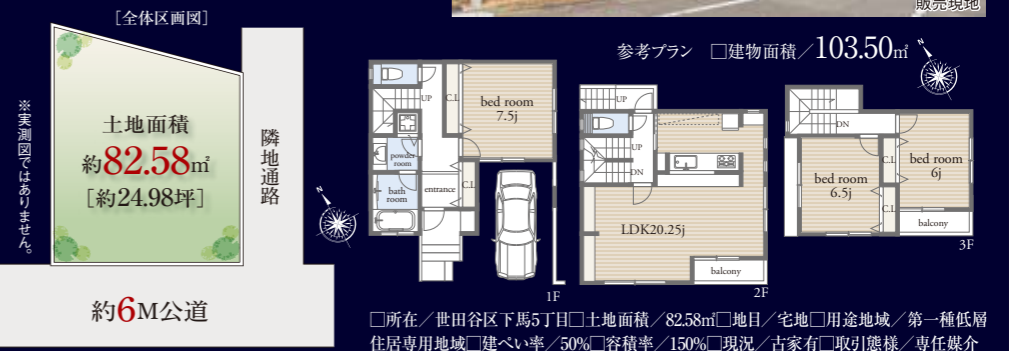 販売現地
[全体区画図]
参考プラン □建物面積／103.50㎡
N
※実測図ではありません。
土地面積
約82.58㎡
[約24.98坪]
隣地通路
約6M公道
N
UP
C.L
bed room
7.5j
powder
room
bath
room
entrance
C.L
1F
UP
UP
DN
LDK20.25j
balcony
2F
DN
bed room
6.5j
C.L
C.L
bed room
6j
balcony
3F
□所在／世田谷区下馬5丁目□土地面積／82.58㎡□地目／宅地□用途地域／第一種低層
住居専用地域□建ぺい率／50%□容積率／150%□現況／古家有□取引態様／専任媒介